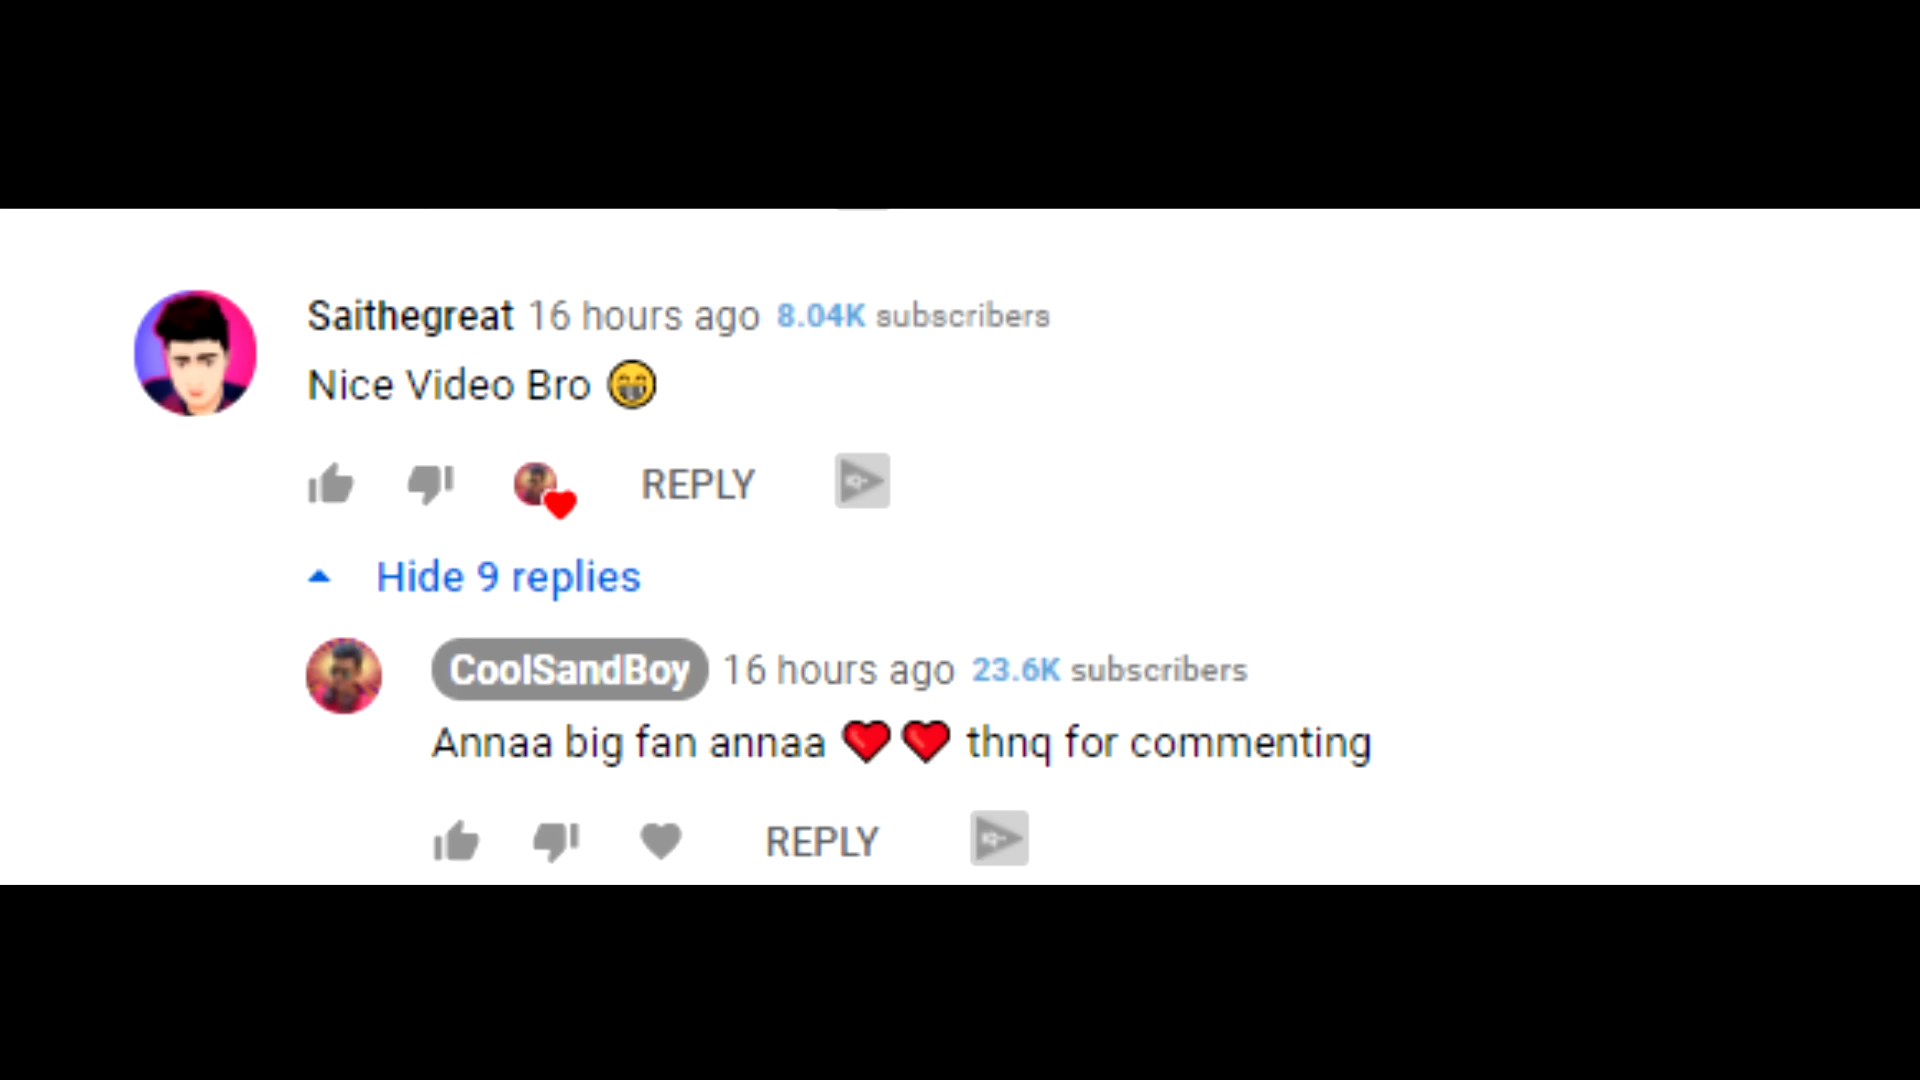 Saithegreat 16 hours ago 8.04K subscribers
Nice Video Bro 😁
REPLY
Hide 9 replies
CoolSandBoy 16 hours ago 23.6K subscribers
Annaa big fan annaa ❤️❤️ thnq for commenting
REPLY